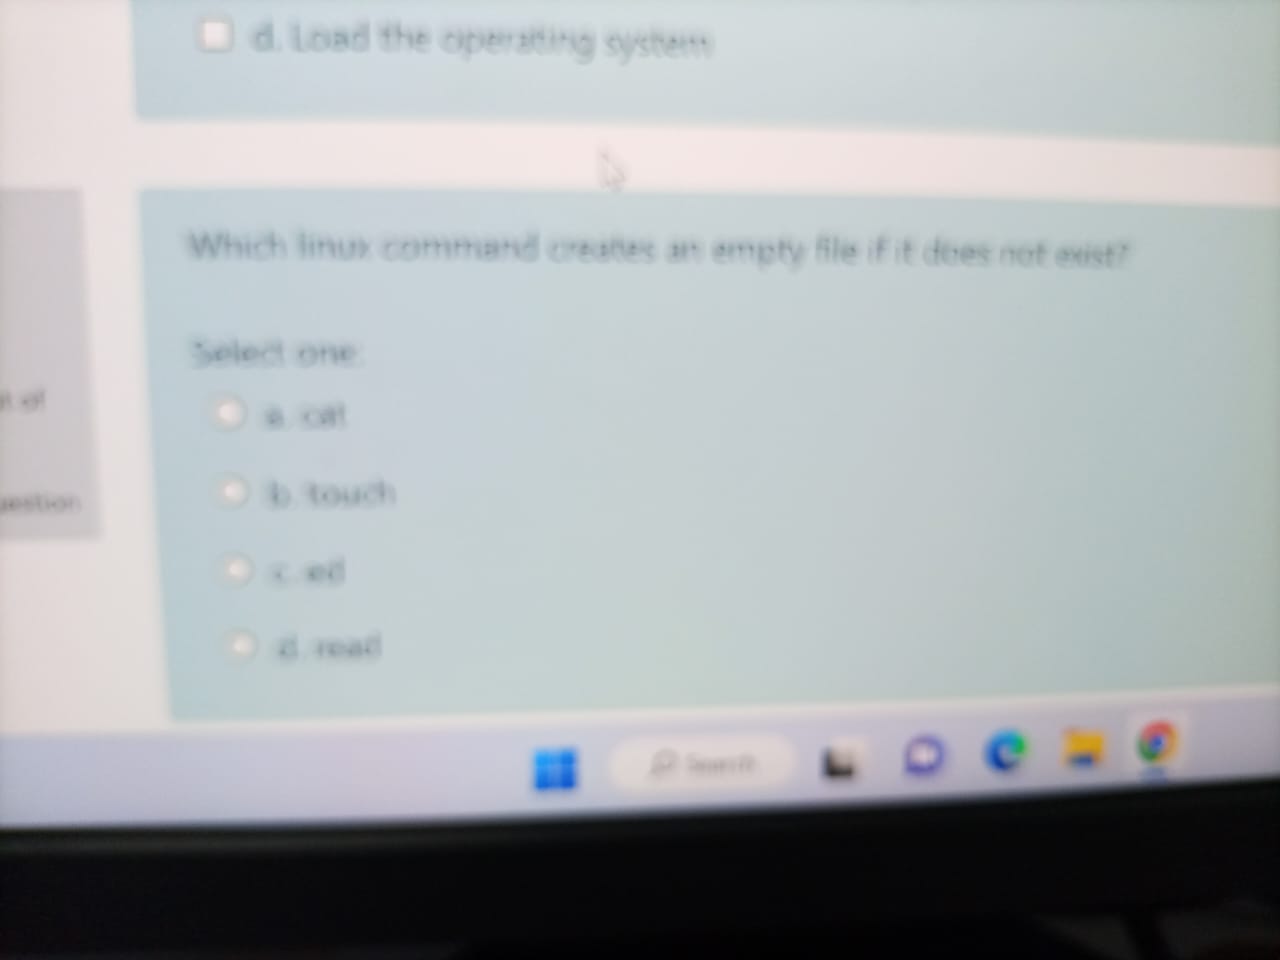 d. Load the operating system
Which linux command creates an empty file if it does not exist?
Select one:
a. cat
b. touch
c. ed
d. read
of
Search